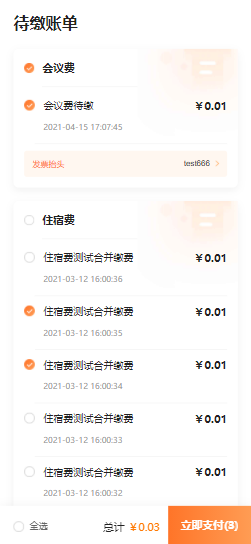 待缴账单
会议费
会议费待缴 ￥0.01
2021-04-15 17:07:45
发票抬头 test666
住宿费
住宿费测试合并缴费 ￥0.01
2021-03-12 16:00:36
住宿费测试合并缴费 ￥0.01
2021-03-12 16:00:35
住宿费测试合并缴费 ￥0.01
2021-03-12 16:00:34
住宿费测试合并缴费 ￥0.01
2021-03-12 16:00:33
住宿费测试合并缴费 ￥0.01
2021-03-12 16:00:32
全选 总计 ￥0.03 立即支付(3)